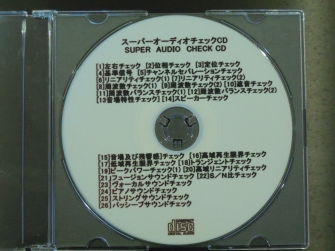 スーパーオーディオチェックCD
SUPER AUDIO CHECK CD
[1]左右チェック [2]位相チェック [3]定位チェック
[4]基準信号 [5]チャンネルセパレーションチェック
[6]リニアリティチェック(1) [7]リニアリティチェック(2)
[8]周波数チェック(1) [9]周波数チェック(2) [10]遮音チェック
[11]周波数バランスチェック(1) [12]周波数バランスチェック(2)
[13]音場特性チェック [14]スピーカーチェック
[15]音場及び残響感チェック [16]高域再生限界チェック
[17]低域再生限界チェック [18]トランジェントチェック
[19]ピークパワーチェック(1) [20]高域リニアリティチェック
21]フュージョンサウンドチェック [22]S/N比チェック
23]ヴォーカルサウンドチェック
24]ピアノサウンドチェック
25]ストリングサウンドチェック
26]パッシーブサウンドチェック
COMPACT
disc
DIGITAL AUDIO